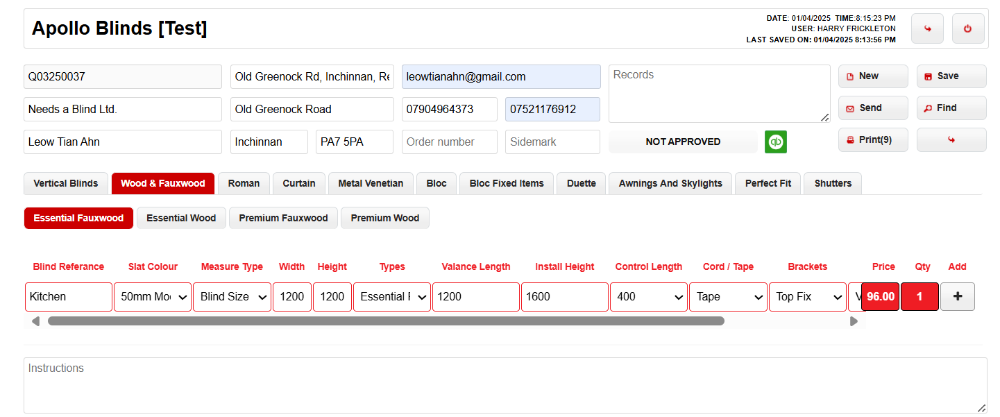 Apollo Blinds [Test]
DATE: 01/04/2025 TIME:8:15:23 PM
USER: HARRY FRICKLETON
LAST SAVED ON: 01/04/2025 8:13:56 PM
Q03250037
Old Greenock Rd, Inchinnan, Re
leowtianahn@gmail.com
Records
New
Save
Needs a Blind Ltd.
Old Greenock Road
07904964373
07521176912
Send
Find
Leow Tian Ahn
Inchinnan
PA7 5PA
Order number
Sidemark
NOT APPROVED
qb
Print(9)
Vertical Blinds
Wood & Fauxwood
Roman
Curtain
Metal Venetian
Bloc
Bloc Fixed Items
Duette
Awnings And Skylights
Perfect Fit
Shutters
Essential Fauxwood
Essential Wood
Premium Fauxwood
Premium Wood
Blind Referance
Slat Colour
Measure Type
Width
Height
Types
Valance Length
Install Height
Control Length
Cord / Tape
Brackets
Price
Qty
Add
Kitchen
50mm Moo
Blind Size
1200
1200
Essential F
1200
1600
400
Tape
Top Fix
V
96.00
1
+
Instructions